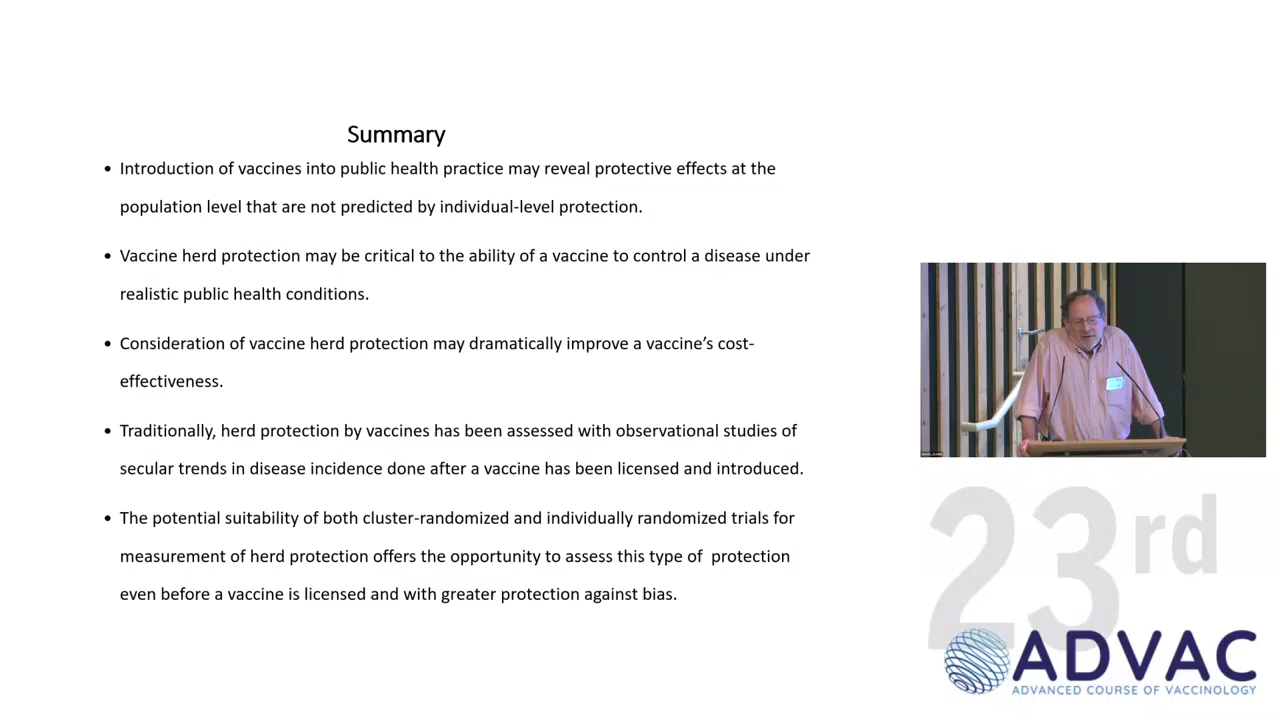 Summary
• Introduction of vaccines into public health practice may reveal protective effects at the
population level that are not predicted by individual-level protection.
• Vaccine herd protection may be critical to the ability of a vaccine to control a disease under
realistic public health conditions.
• Consideration of vaccine herd protection may dramatically improve a vaccine's cost-
effectiveness.
• Traditionally, herd protection by vaccines has been assessed with observational studies of
secular trends in disease incidence done after a vaccine has been licensed and introduced.
• The potential suitability of both cluster-randomized and individually randomized trials for
measurement of herd protection offers the opportunity to assess this type of  protection
even before a vaccine is licensed and with greater protection against bias.
23rd
ADVAC
ADVANCED COURSE OF VACCINOLOGY